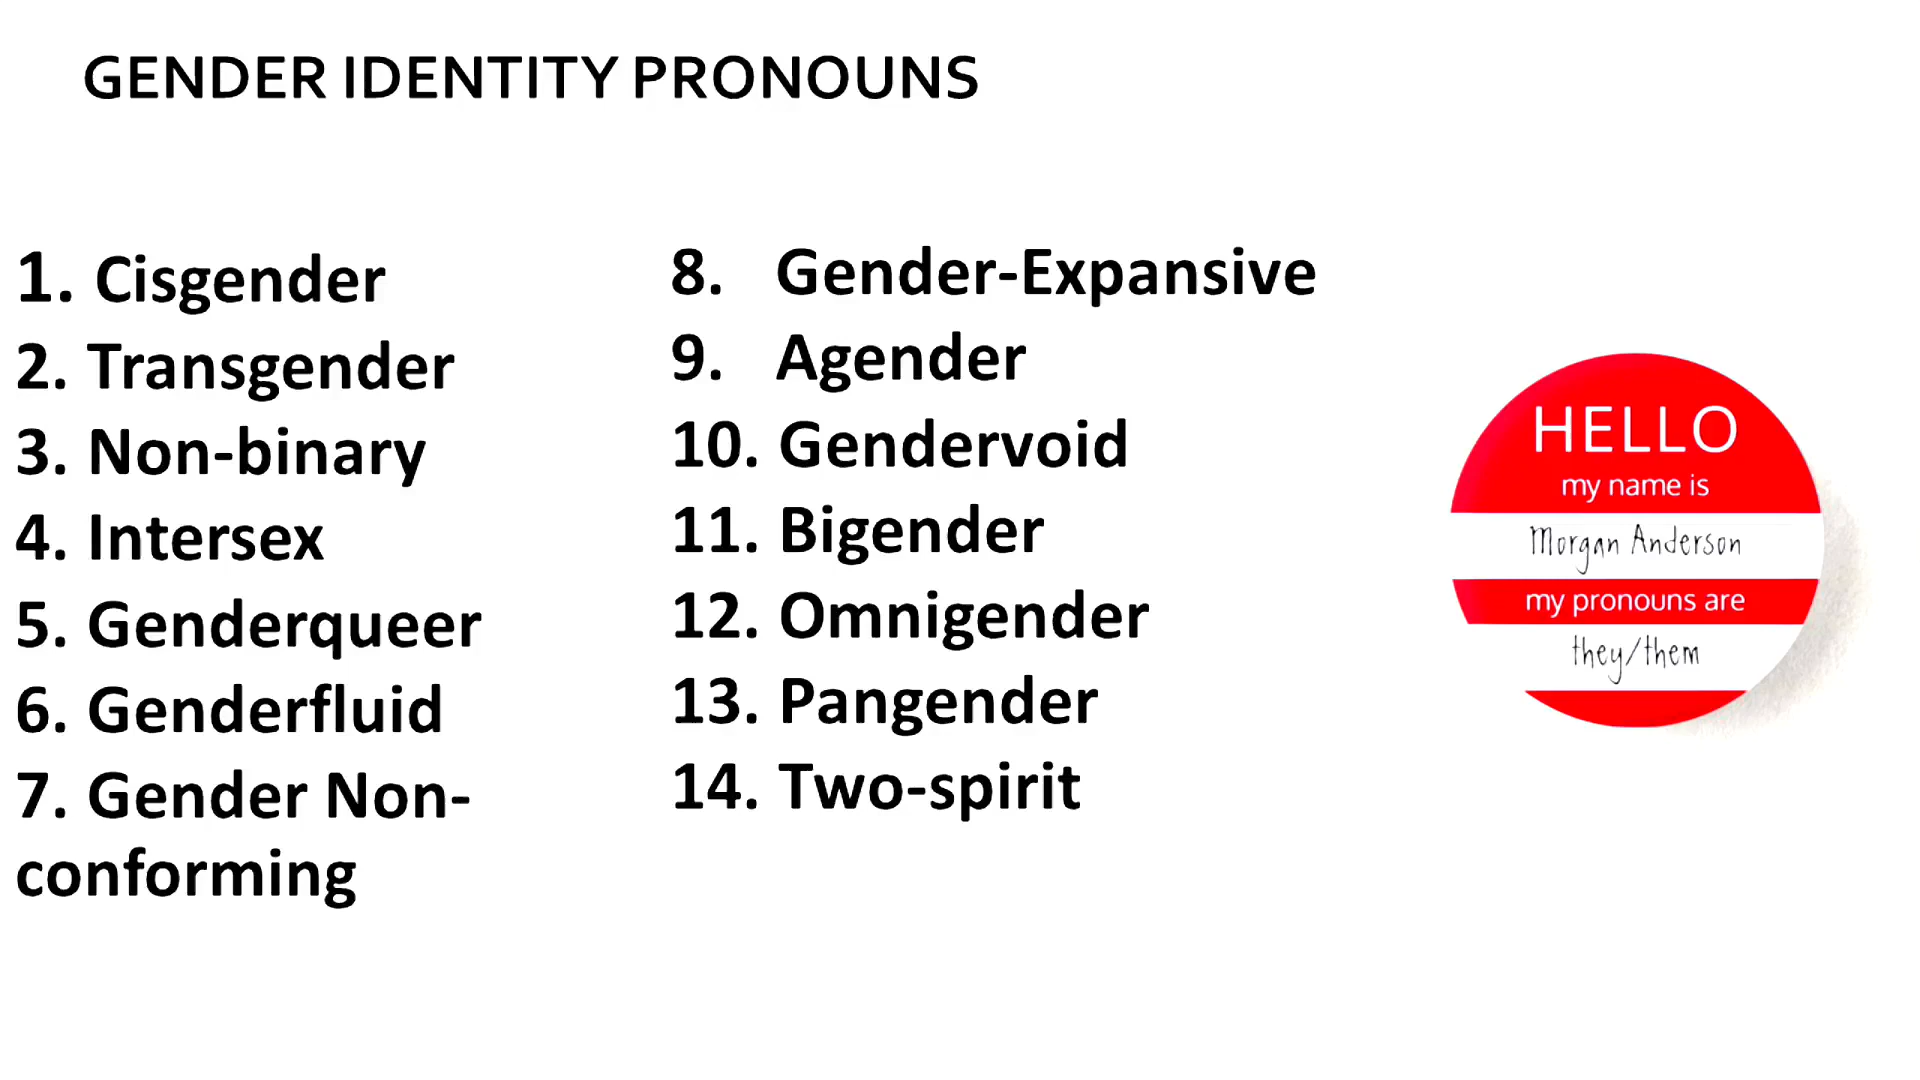 GENDER IDENTITY PRONOUNS
1. Cisgender
2. Transgender
3. Non-binary
4. Intersex
5. Genderqueer
6. Genderfluid
7. Gender Non-
conforming
8. Gender-Expansive
9. Agender
10. Gendervoid
11. Bigender
12. Omnigender
13. Pangender
14. Two-spirit
HELLO
my name is
Morgan Anderson
my pronouns are
they/them